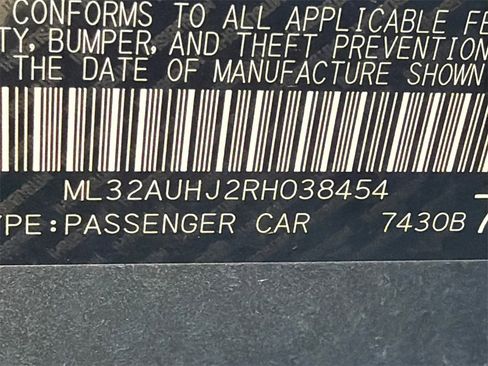 CONFORMS TO ALL APPLICABLE FE
TY, BUMPER, AND THEFT PREVENTION
THE DATE OF MANUFACTURE SHOWN
ML32AUHJ2RH038454
YPE: PASSENGER CAR 7430B